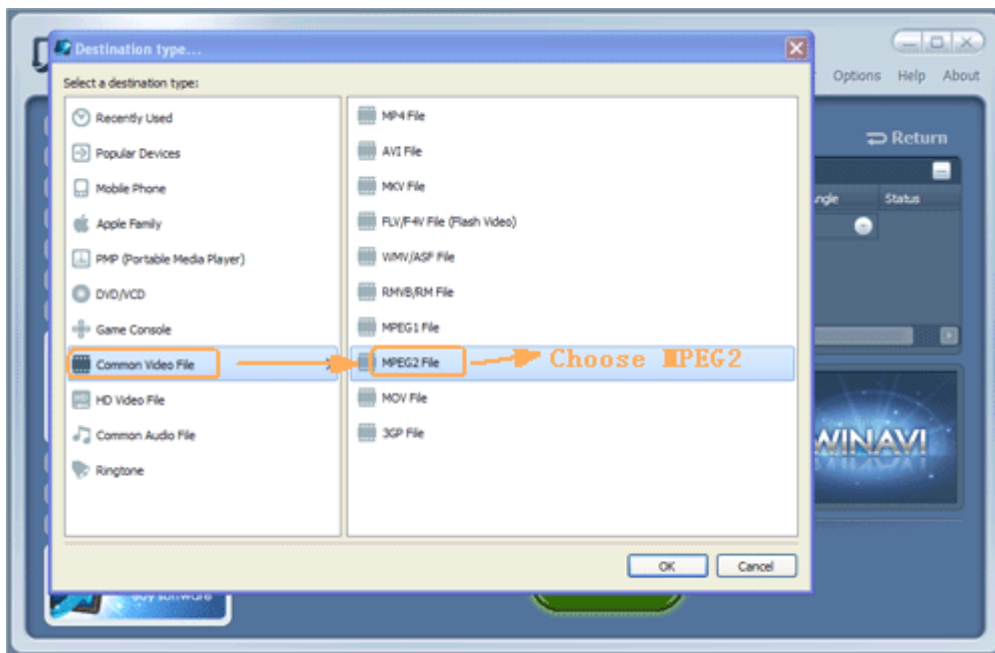 Destination type...
Options Help About
Select a destination type:
Recently Used
Popular Devices
Mobile Phone
Apple Family
PMP (Portable Media Player)
DVD/VCD
Game Console
Common Video File
HD Video File
Common Audio File
Ringtone
MP4 File
AVI File
MKV File
FLV/F4V File (Flash Video)
WMV/ASF File
RMVB/RM File
MPEG1 File
MPEG2 File
Choose MPEG2
MOV File
3GP File
Return
Status
WINAVI
OK
Cancel